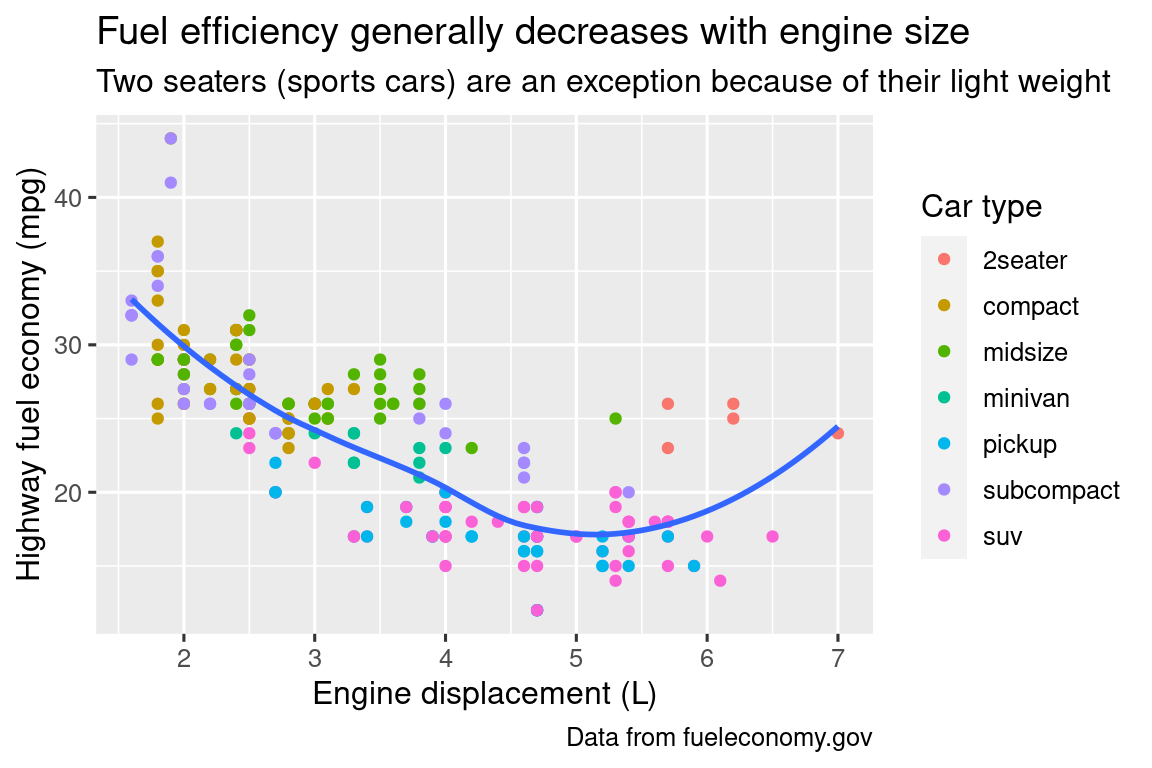 Fuel efficiency generally decreases with engine size
Two seaters (sports cars) are an exception because of their light weight
Highway fuel economy (mpg)
40
30
20
2 3 4 5 6 7
Engine displacement (L)
Car type
2seater
compact
midsize
minivan
pickup
subcompact
suv
Data from fueleconomy.gov